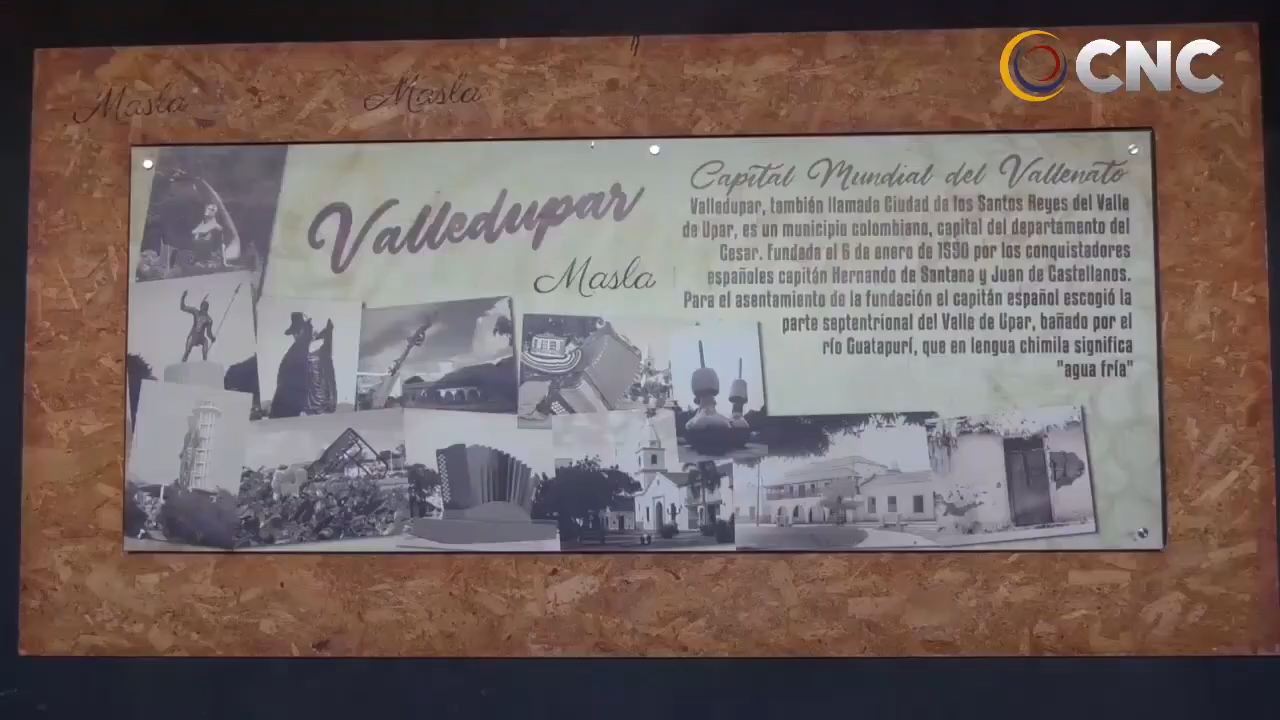 CNC
Masla
Masla
Valledupar
Masla
Capital Mundial del Vallenato
Valledupar, también llamada Ciudad de los Santos Reyes del Valle
de Upar, es un municipio colombiano, capital del departamento del
Cesar. Fundada el 6 de enero de 1550 por los conquistadores
españoles capitán Hernando de Santana y Juan de Castellanos.
Para el asentamiento de la fundación el capitán español escogió la
parte septentrional del Valle de Upar, bañado por el
río Guatapurí, que en lengua chimila significa
"agua fría"